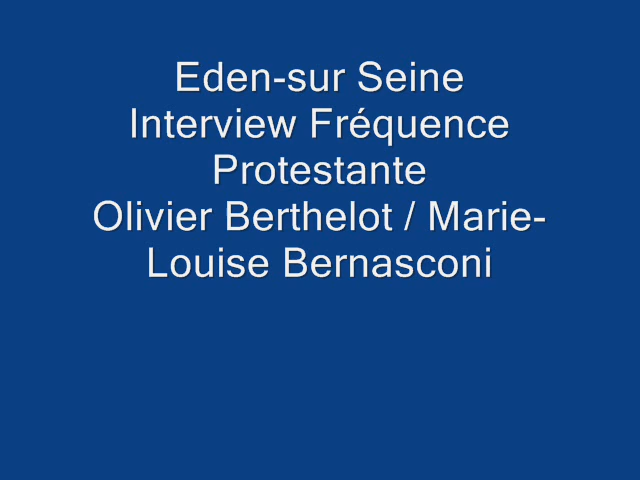 Eden-sur Seine
Interview Fréquence
Protestante
Olivier Berthelot / Marie-
Louise Bernasconi